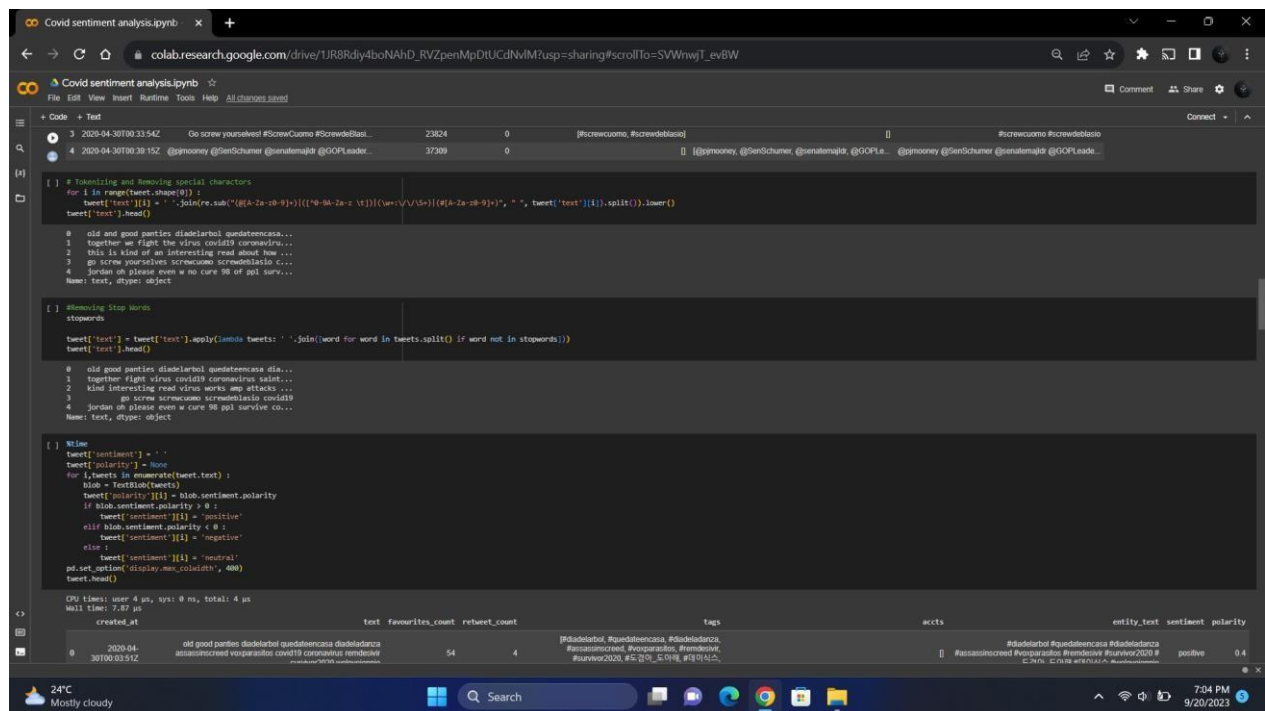 Covid sentiment analysis.ipynb
colab.research.google.com/drive/1JR8Rdiy4boNAhD_RVZpenMpDtUCdNvlM?usp=sharing#scrollTo=SVWnwjT_evBW
Covid sentiment analysis.ipynb
File Edit View Insert Runtime Tools Help All changes saved
Comment Share
+ Code + Text
Connect
3 2020-04-30T00:33:54Z Go screw yourselves! #ScrewCuomo #ScrewdeBlasi... 23824 0 [#screwcuomo, #screwdeblasio] [] #screwcuomo #screwdeblasio
4 2020-04-30T00:39:15Z @pjmooney @SenSchumer @senatemajldr @GOPLeader... 37309 0 [] [@pjmooney, @SenSchumer, @senatemajldr, @GOPLe... @pjmooney @SenSchumer @senatemajldr @GOPLeade...
[ ] # Tokenizing and Removing special charactors
for i in range(tweet.shape[0]) :
tweet['text'][i] = ' '.join(re.sub("(@[A-Za-z0-9]+)|([^0-9A-Za-z \t])|(\w+:\/\/\S+)|(#[A-Za-z0-9]+)", " ", tweet['text'][i]).split()).lower()
tweet['text'].head()
0 old and good panties diadelarbol quedateencasa...
1 together we fight the virus covid19 coronaviru...
2 this is kind of an interesting read about how ...
3 go screw yourselves screwcuomo screwdeblasio c...
4 jordan oh please even w no cure 98 of ppl surv...
Name: text, dtype: object
[ ] #Removing Stop Words
stopwords
tweet['text'] = tweet['text'].apply(lambda tweets: ' '.join([word for word in tweets.split() if word not in stopwords]))
tweet['text'].head()
0 old good panties diadelarbol quedateencasa dia...
1 together fight virus covid19 coronavirus saint...
2 kind interesting read virus works amp attacks ...
3 go screw screwcuomo screwdeblasio covid19
4 jordan oh please even w cure 98 ppl survive co...
Name: text, dtype: object
[ ] %time
tweet['sentiment'] = ' '
tweet['polarity'] = None
for i,tweets in enumerate(tweet.text) :
blob = TextBlob(tweets)
tweet['polarity'][i] = blob.sentiment.polarity
if blob.sentiment.polarity > 0 :
tweet['sentiment'][i] = 'positive'
elif blob.sentiment.polarity < 0 :
tweet['sentiment'][i] = 'negative'
else :
tweet['sentiment'][i] = 'neutral'
pd.set_option('display.max_colwidth', 400)
tweet.head()
CPU times: user 4 µs, sys: 0 ns, total: 4 µs
Wall time: 7.87 µs
created_at text favourites_count retweet_count tags accts entity_text sentiment polarity
[#diadelarbol, #quedateencasa, #diadeladanza,
old good panties diadelarbol quedateencasa diadeladanza #diadelarbol #quedateencasa #diadeladanza
0 2020-04-30T00:03:51Z assassinscreed voxparasitos covid19 coronavirus remdesivir 54 4 #assassinscreed, #voxparasitos, #remdesivir, [] #assassinscreed #voxparasitos #remdesivir #survivor2020 # positive 0.4
#survivor2020, #도검아_도아해, #데이식스,
24°C
Mostly cloudy
Search
7:04 PM
9/20/2023
5